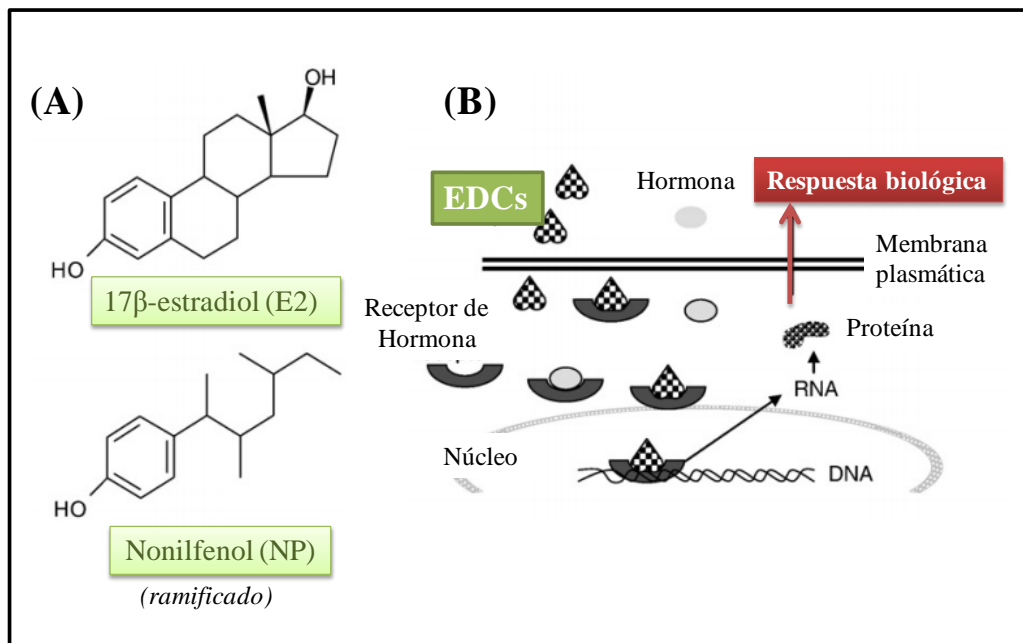 (A)
OH
HO
17β-estradiol (E2)
HO
Nonilfenol (NP)
(ramificado)
(B)
EDCs
Hormona
Respuesta biológica
Membrana
plasmática
Receptor de
Hormona
Proteína
RNA
Núcleo
DNA